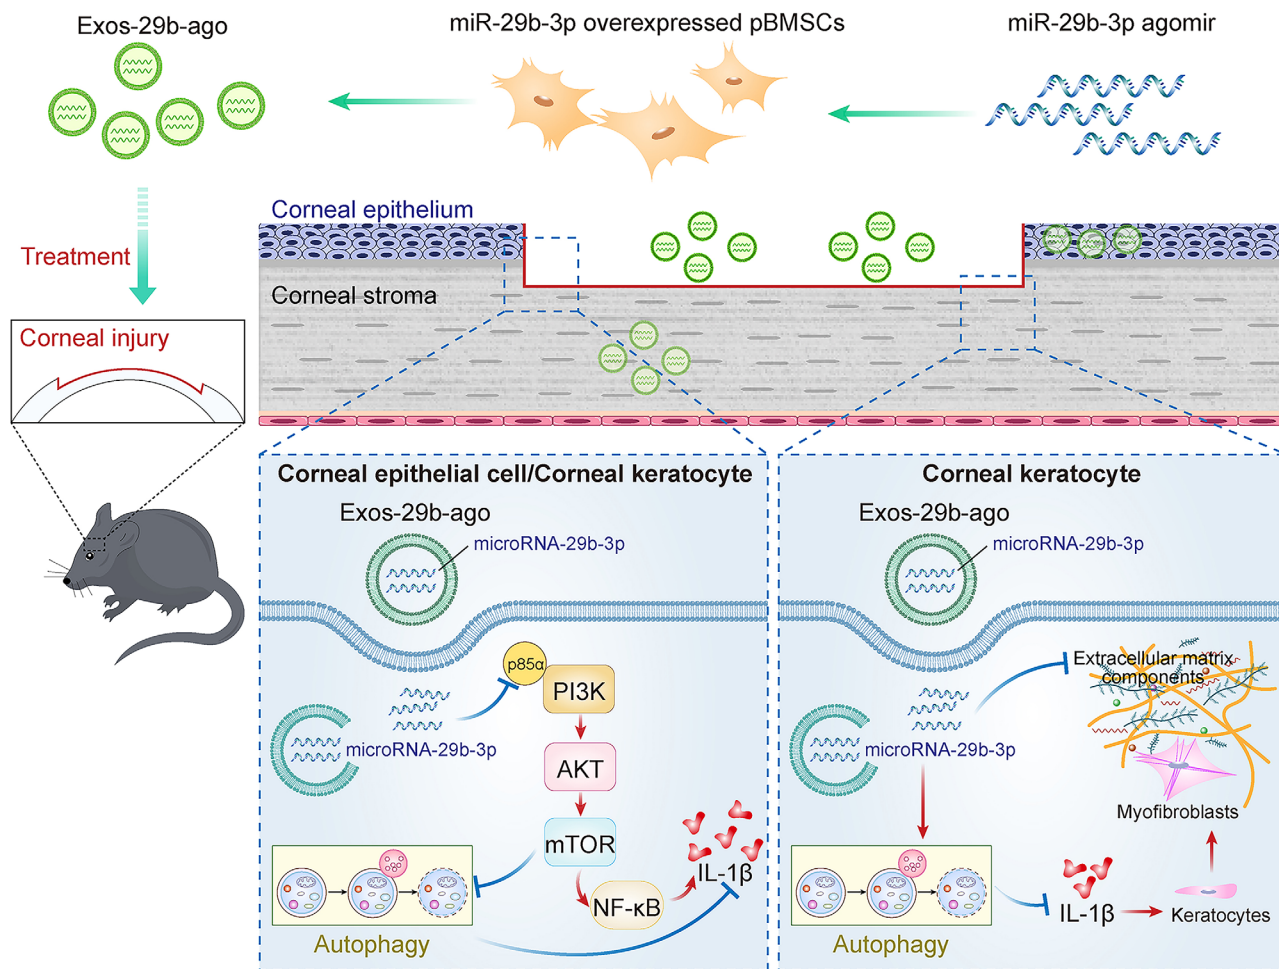 Exos-29b-ago
miR-29b-3p overexpressed pBMSCs
miR-29b-3p agomir
Treatment
Corneal epithelium
Corneal stroma
Corneal injury
Corneal epithelial cell/Corneal keratocyte
Exos-29b-ago
microRNA-29b-3p
p85α
PI3K
microRNA-29b-3p
AKT
mTOR
IL-1β
NF-κB
Autophagy
Corneal keratocyte
Exos-29b-ago
microRNA-29b-3p
Extracellular matrix
components
microRNA-29b-3p
Myofibroblasts
IL-1β
Keratocytes
Autophagy